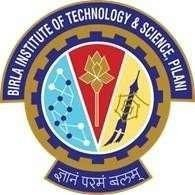 BIRLA INSTITUTE OF TECHNOLOGY & SCIENCE, PILANI
ज्ञानं परमं बलम्